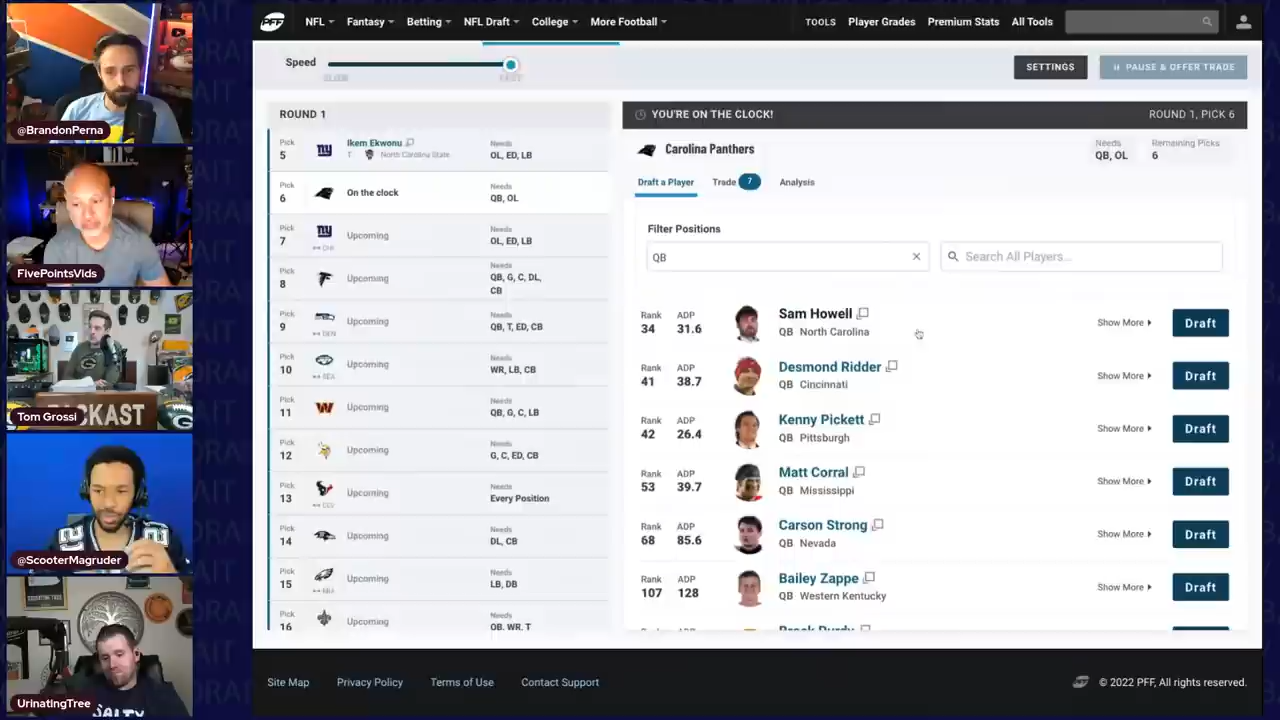 @BrandonPerna
FivePointsVids
Tom Grossi
PACKAST
@ScooterMagruder
UrinatingTree
SALTY
PFF
NFL
Fantasy
Betting
NFL Draft
College
More Football
TOOLS
Player Grades
Premium Stats
All Tools
Speed
SLOW
FAST
SETTINGS
PAUSE & OFFER TRADE
ROUND 1
Pick
5
Ikem Ekwonu
T North Carolina State
Needs
OL, ED, LB
Pick
6
On the clock
Needs
QB, OL
Pick
7
Upcoming
Needs
OL, ED, LB
Pick
8
Upcoming
Needs
QB, G, C, DL,
CB
Pick
9
Upcoming
Needs
QB, T, ED, CB
Pick
10
Upcoming
Needs
WR, LB, CB
Pick
11
Upcoming
Needs
QB, G, C, LB
Pick
12
Upcoming
Needs
G, C, ED, CB
Pick
13
Upcoming
Needs
Every Position
Pick
14
Upcoming
Needs
DL, CB
Pick
15
Upcoming
Needs
LB, DB
Pick
16
Upcoming
Needs
QB, WR, T
YOU'RE ON THE CLOCK!
ROUND 1, PICK 6
Carolina Panthers
Needs
QB, OL
Remaining Picks
6
Draft a Player
Trade 7
Analysis
Filter Positions
QB
Search All Players...
Rank
34
ADP
31.6
Sam Howell
QB North Carolina
Show More
Draft
Rank
41
ADP
38.7
Desmond Ridder
QB Cincinnati
Show More
Draft
Rank
42
ADP
26.4
Kenny Pickett
QB Pittsburgh
Show More
Draft
Rank
53
ADP
39.7
Matt Corral
QB Mississippi
Show More
Draft
Rank
68
ADP
85.6
Carson Strong
QB Nevada
Show More
Draft
Rank
107
ADP
128
Bailey Zappe
QB Western Kentucky
Show More
Draft
Brock Purdy
Site Map
Privacy Policy
Terms of Use
Contact Support
© 2022 PFF, All rights reserved.